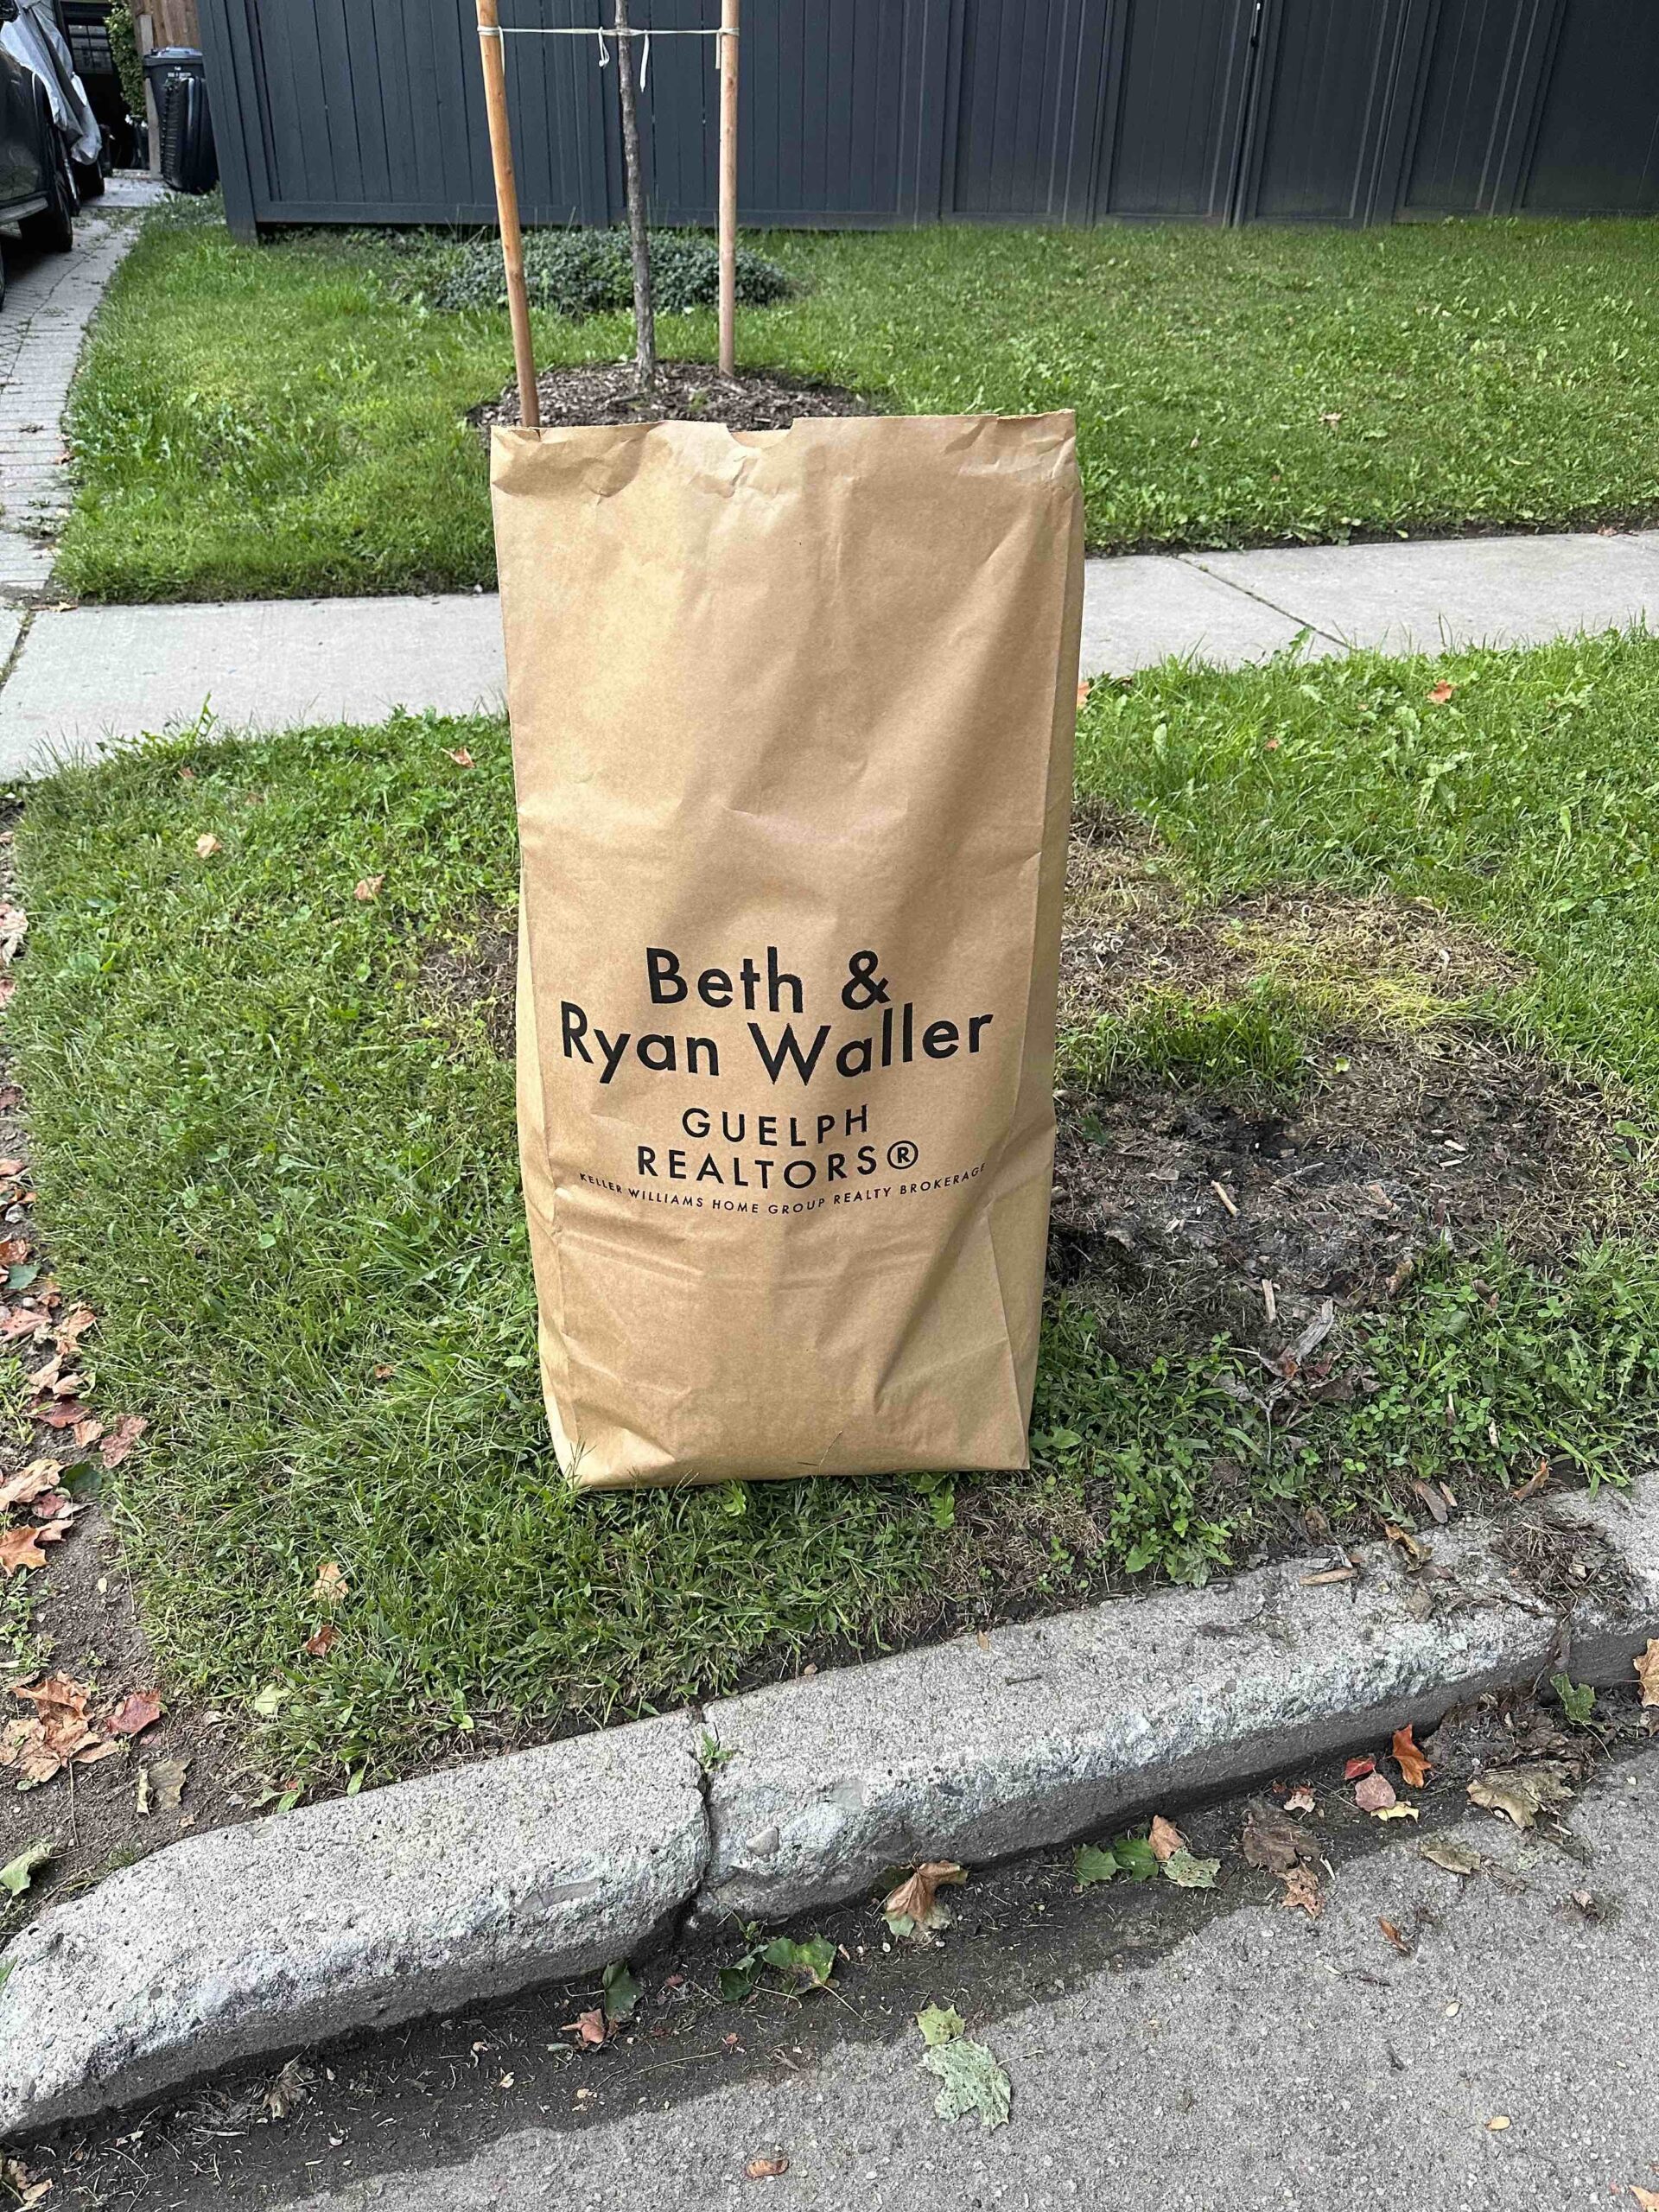 Beth &
Ryan Waller
GUELPH
REALTORS®
KELLER WILLIAMS HOME GROUP REALTY BROKERAGE